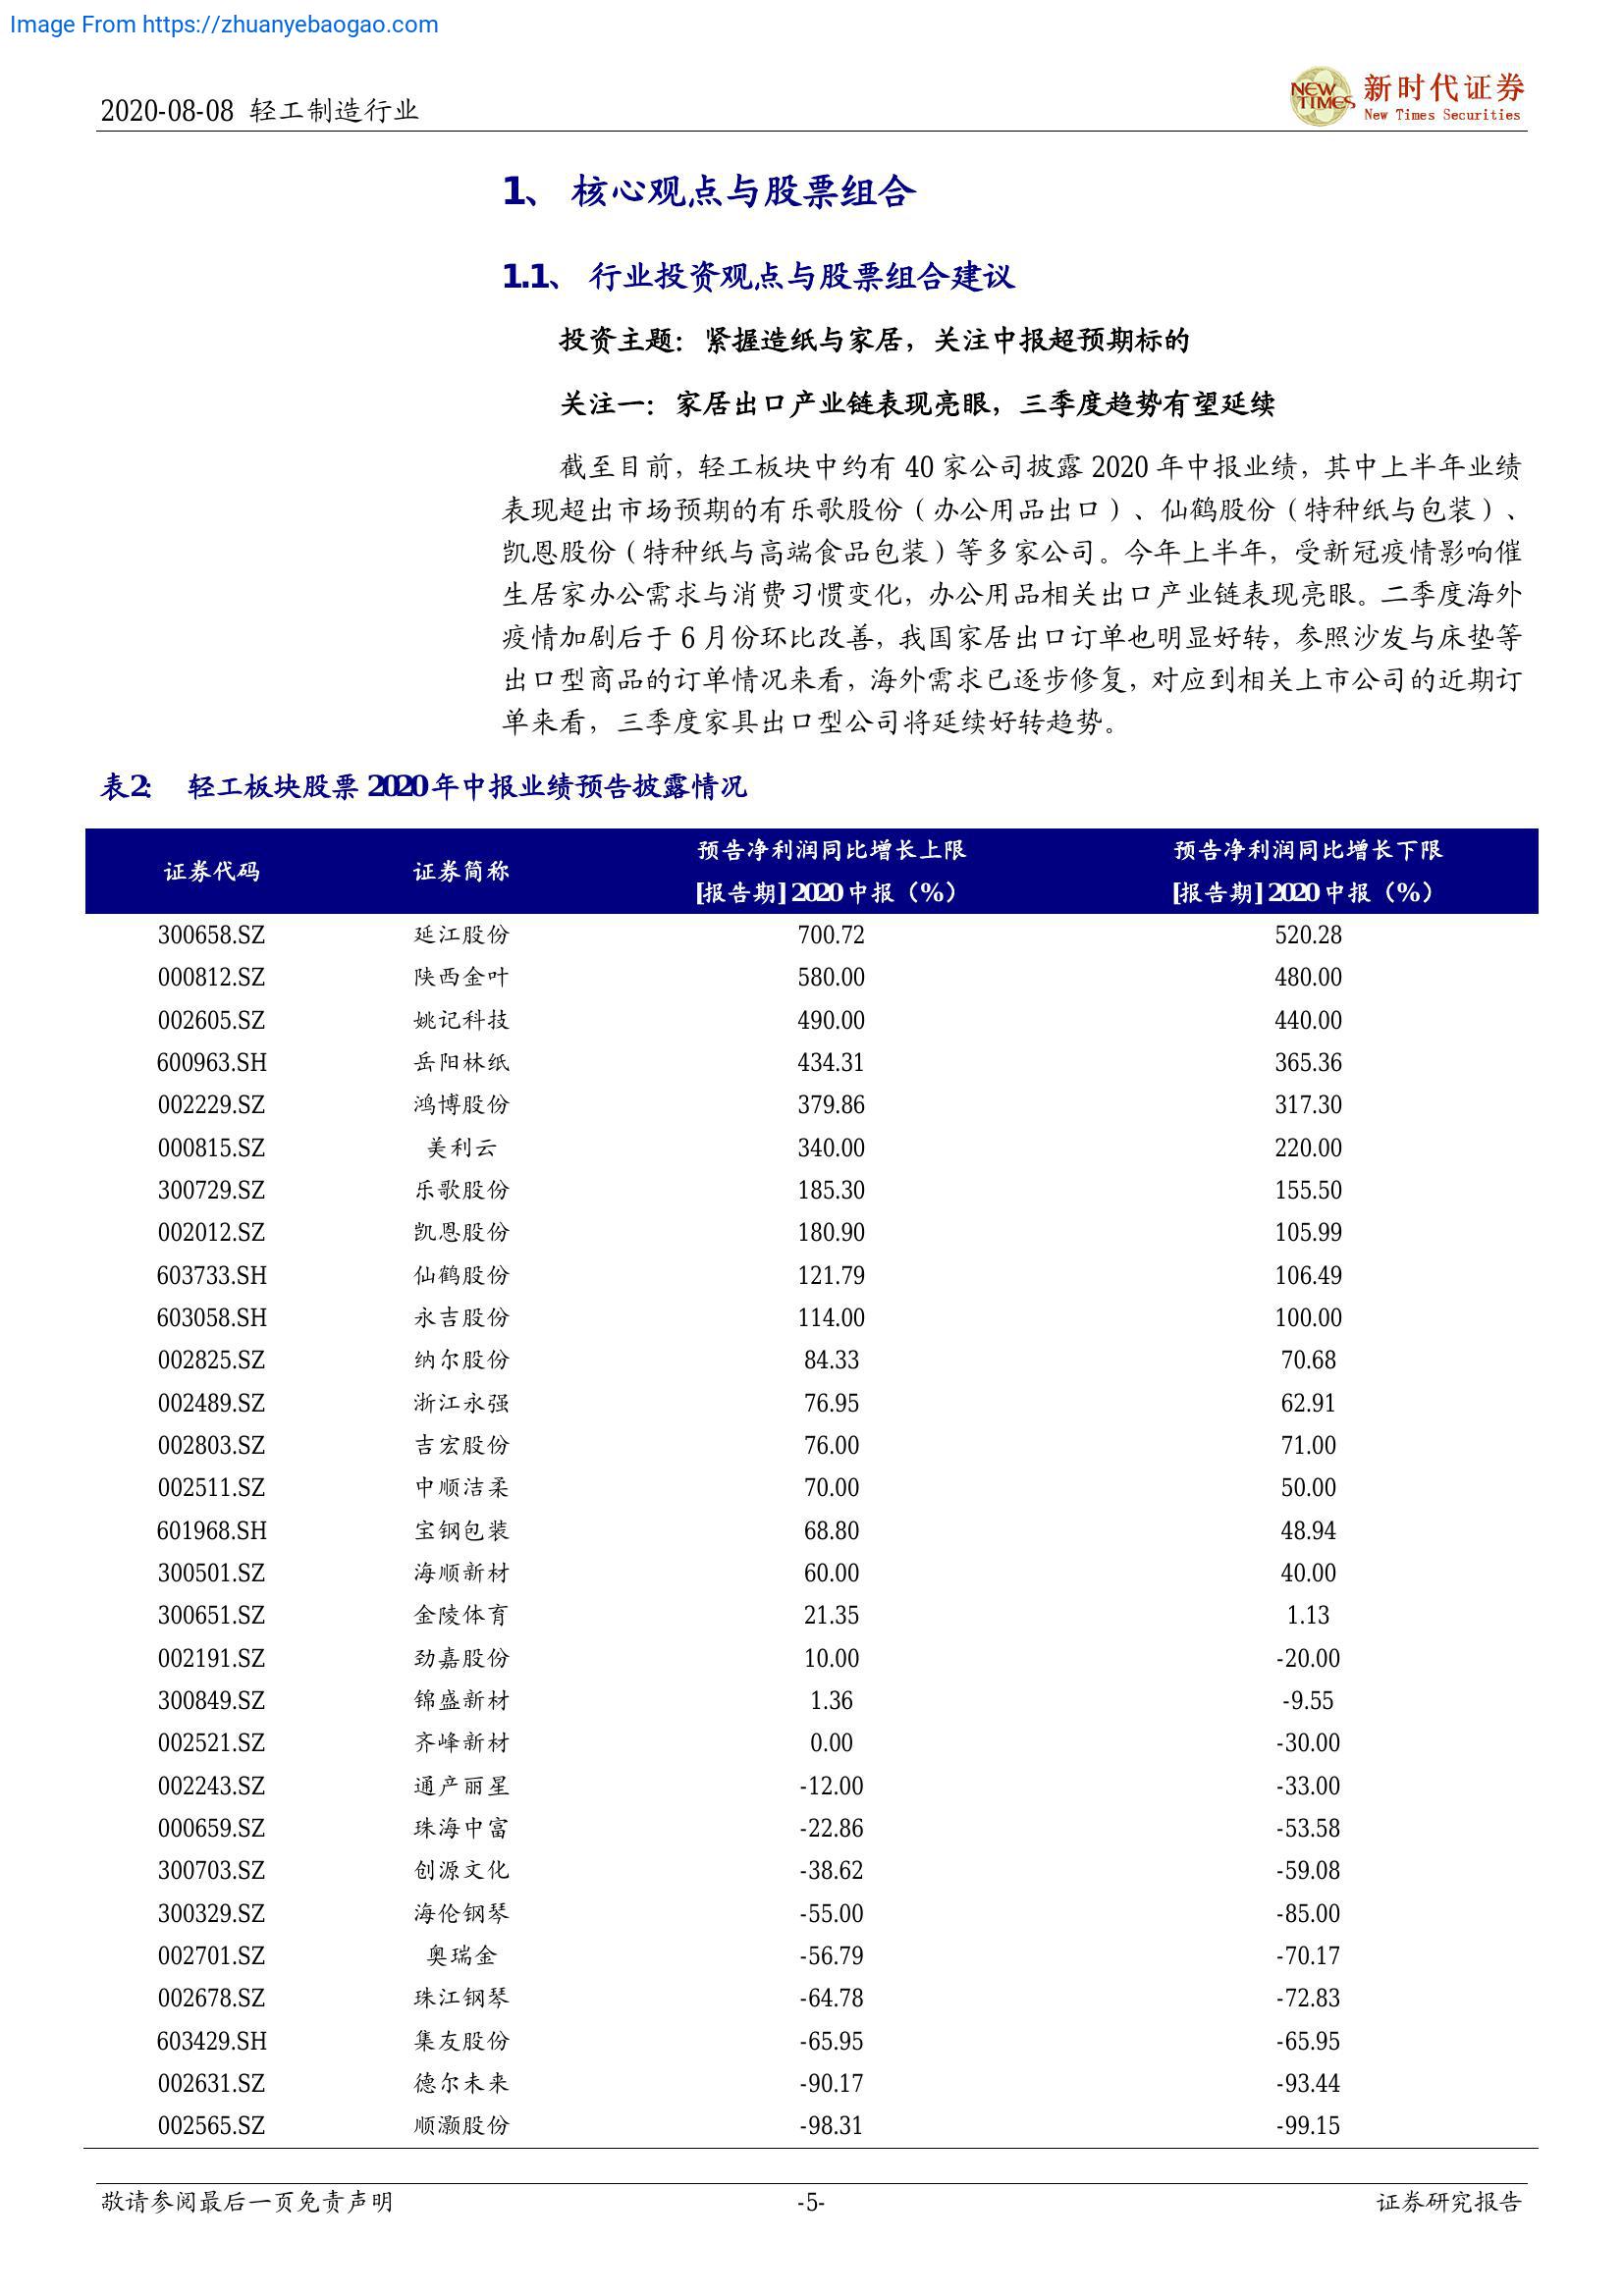 Image From https://zhuanyebaogao.com
2020-08-08 轻工制造行业
NEW TIMES 新时代证券
New Times Securities
1、 核心观点与股票组合
1.1、 行业投资观点与股票组合建议
投资主题：紧握造纸与家居，关注中报超预期标的
关注一：家居出口产业链表现亮眼，三季度趋势有望延续
截至目前，轻工板块中约有 40 家公司披露 2020 年中报业绩，其中上半年业绩
表现超出市场预期的有乐歌股份（办公用品出口）、仙鹤股份（特种纸与包装）、
凯恩股份（特种纸与高端食品包装）等多家公司。今年上半年，受新冠疫情影响催
生居家办公需求与消费习惯变化，办公用品相关出口产业链表现亮眼。二季度海外
疫情加剧后于 6 月份环比改善，我国家居出口订单也明显好转，参照沙发与床垫等
出口型商品的订单情况来看，海外需求已逐步修复，对应到相关上市公司的近期订
单来看，三季度家具出口型公司将延续好转趋势。
表2： 轻工板块股票 2020 年中报业绩预告披露情况
证券代码 证券简称 预告净利润同比增长上限 [报告期] 2020 中报（%） 预告净利润同比增长下限 [报告期] 2020 中报（%）
300658.SZ 延江股份 700.72 520.28
000812.SZ 陕西金叶 580.00 480.00
002605.SZ 姚记科技 490.00 440.00
600963.SH 岳阳林纸 434.31 365.36
002229.SZ 鸿博股份 379.86 317.30
000815.SZ 美利云 340.00 220.00
300729.SZ 乐歌股份 185.30 155.50
002012.SZ 凯恩股份 180.90 105.99
603733.SH 仙鹤股份 121.79 106.49
603058.SH 永吉股份 114.00 100.00
002825.SZ 纳尔股份 84.33 70.68
002489.SZ 浙江永强 76.95 62.91
002803.SZ 吉宏股份 76.00 71.00
002511.SZ 中顺洁柔 70.00 50.00
601968.SH 宝钢包装 68.80 48.94
300501.SZ 海顺新材 60.00 40.00
300651.SZ 金陵体育 21.35 1.13
002191.SZ 劲嘉股份 10.00 -20.00
300849.SZ 锦盛新材 1.36 -9.55
002521.SZ 齐峰新材 0.00 -30.00
002243.SZ 通产丽星 -12.00 -33.00
000659.SZ 珠海中富 -22.86 -53.58
300703.SZ 创源文化 -38.62 -59.08
300329.SZ 海伦钢琴 -55.00 -85.00
002701.SZ 奥瑞金 -56.79 -70.17
002678.SZ 珠江钢琴 -64.78 -72.83
603429.SH 集友股份 -65.95 -65.95
002631.SZ 德尔未来 -90.17 -93.44
002565.SZ 顺灏股份 -98.31 -99.15
敬请参阅最后一页免责声明 -5- 证券研究报告